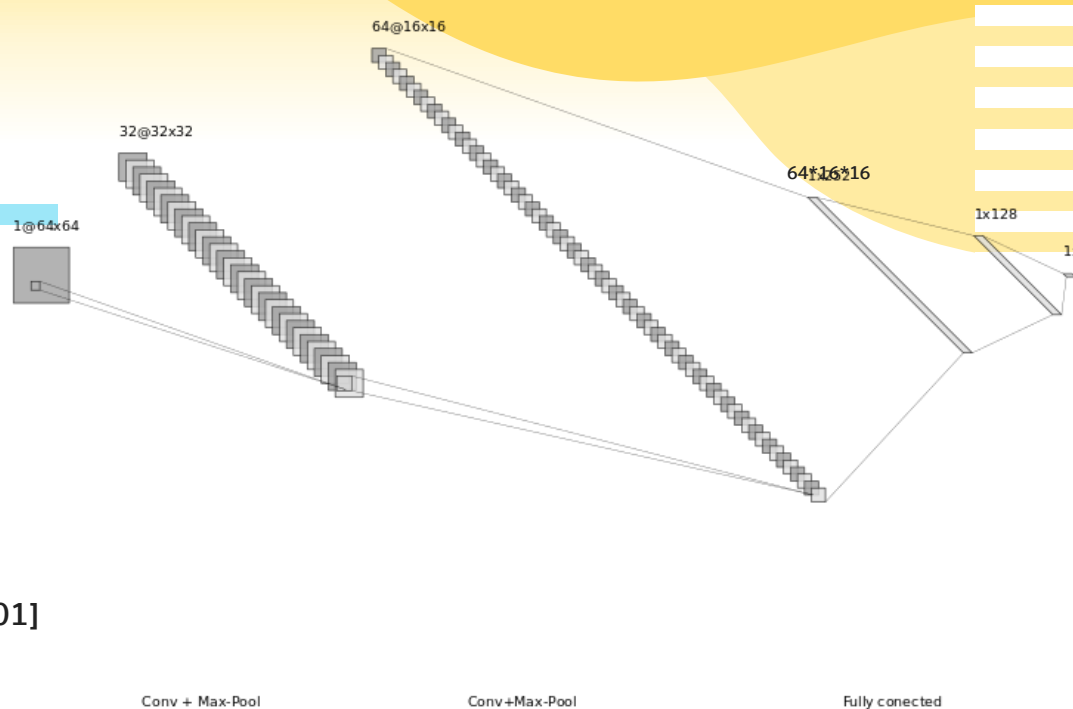 64@16x16
32@32x32
64*16*16
1x128
1@64x64
01]
Conv + Max-Pool
Conv+Max-Pool
Fully conected